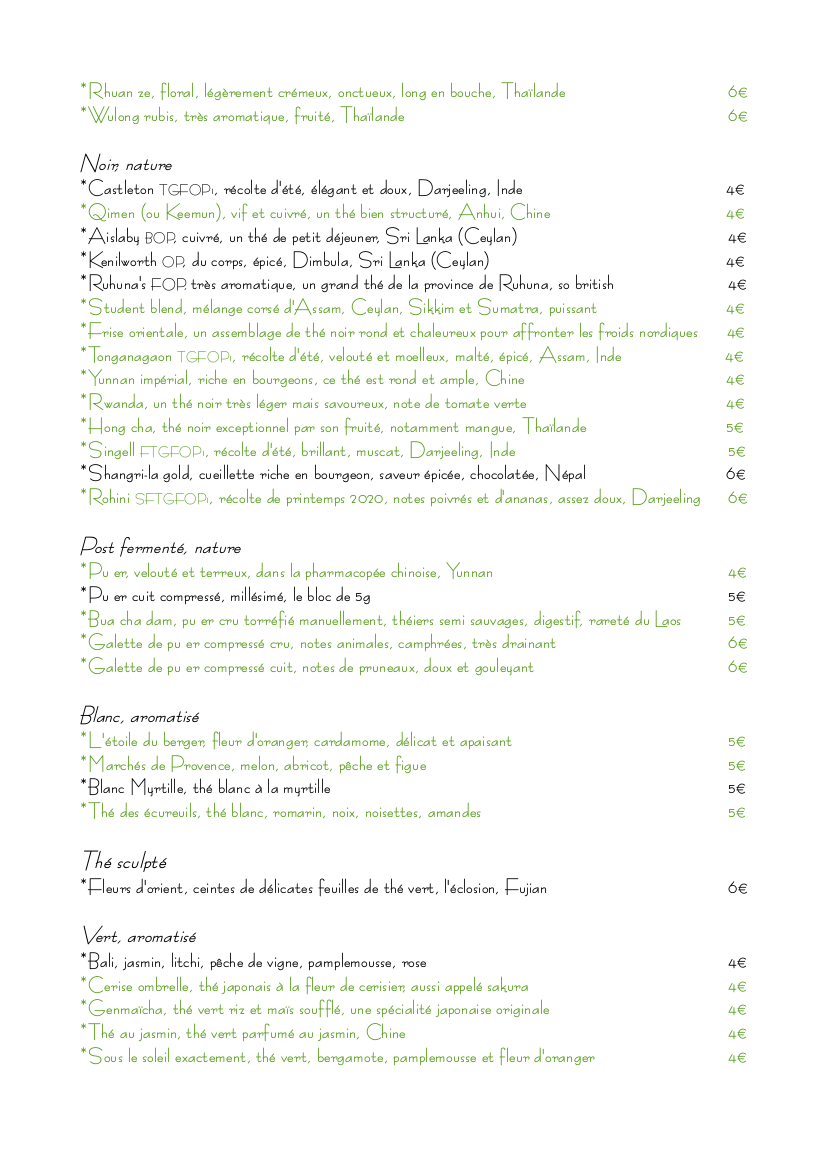 *Rhuan ze, floral, légèrement crémeux, onctueux, long en bouche, Thaïlande 6€
*Wulong rubis, très aromatique, fruité, Thaïlande 6€
Noir, nature
*Castleton TGFOP1, récolte d'été, élégant et doux, Darjeeling, Inde 4€
*Qimen (ou Keemun), vif et cuivré, un thé bien structuré, Anhui, Chine 4€
*Aislaby BOP, cuivré, un thé de petit déjeuner, Sri Lanka (Ceylan) 4€
*Kenilworth OP, du corps, épicé, Dimbula, Sri Lanka (Ceylan) 4€
*Ruhuna's FOP, très aromatique, un grand thé de la province de Ruhuna, so british 4€
*Student blend, mélange corsé d'Assam, Ceylan, Sikkim et Sumatra, puissant 4€
*Frise orientale, un assemblage de thé noir rond et chaleureux pour affronter les froids nordiques 4€
*Tonganagaon TGFOP1, récolte d'été, velouté et moelleux, malté, épicé, Assam, Inde 4€
*Yunnan impérial, riche en bourgeons, ce thé est rond et ample, Chine 4€
*Rwanda, un thé noir très léger mais savoureux, note de tomate verte 4€
*Hong cha, thé noir exceptionnel par son fruité, notamment mangue, Thaïlande 5€
*Singell FTGFOP1, récolte d'été, brillant, muscat, Darjeeling, Inde 5€
*Shangri-la gold, cueillette riche en bourgeon, saveur épicée, chocolatée, Népal 6€
*Rohini SFTGFOP1, récolte de printemps 2020, notes poivrés et d'ananas, assez doux, Darjeeling 6€
Post fermenté, nature
*Pu er, velouté et terreux, dans la pharmacopée chinoise, Yunnan 4€
*Pu er cuit compressé, millésimé, le bloc de 5g 5€
*Bua cha dam, pu er cru torréfié manuellement, théiers semi sauvages, digestif, rareté du Laos 5€
*Galette de pu er compressé cru, notes animales, camphrées, très drainant 6€
*Galette de pu er compressé cuit, notes de pruneaux, doux et gouleyant 6€
Blanc, aromatisé
*L'étoile du berger, fleur d'oranger, cardamome, délicat et apaisant 5€
*Marchés de Provence, melon, abricot, pêche et figue 5€
*Blanc Myrtille, thé blanc à la myrtille 5€
*Thé des écureuils, thé blanc, romarin, noix, noisettes, amandes 5€
Thé sculpté
*Fleurs d'orient, ceintes de délicates feuilles de thé vert, l'éclosion, Fujian 6€
Vert, aromatisé
*Bali, jasmin, litchi, pêche de vigne, pamplemousse, rose 4€
*Cerise ombrelle, thé japonais à la fleur de cerisier, aussi appelé sakura 4€
*Genmaïcha, thé vert riz et maïs soufflé, une spécialité japonaise originale 4€
*Thé au jasmin, thé vert parfumé au jasmin, Chine 4€
*Sous le soleil exactement, thé vert, bergamote, pamplemousse et fleur d'oranger 4€